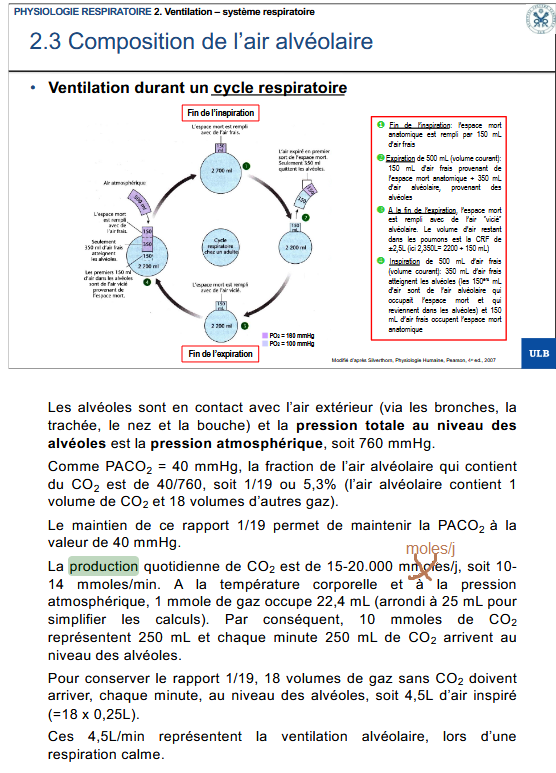 PHYSIOLOGIE RESPIRATOIRE 2. Ventilation – système respiratoire
2.3 Composition de l'air alvéolaire
• Ventilation durant un cycle respiratoire
Fin de l'inspiration
L'espace mort est rempli
avec de l'air frais.
150
mL
2 700 ml
1
L'air expiré en premier
sort de l'espace mort.
Seulement 350 ml
quittent les alvéoles.
150
350
2
150
mL
2 200 ml
Air atmosphérique
500 ml
L'espace mort
est rempli
avec de
l'air frais.
Seulement
350 ml d'air frais
atteignent
les alvéoles.
Les premiers 150 ml
d'air dans les alvéoles
sont de l'air vicié
provenant de
l'espace mort.
150
350
150
2 700 ml
4
Cycle
respiratoire
chez un adulte
L'espace mort est rempli
avec de l'air vicié.
150
mL
2 200 ml
3
Fin de l'expiration
PO₂ = 160 mmHg
PO₂ = 100 mmHg
1 Fin de l'inspiration: l'espace mort
anatomique est rempli par 150 mL
d'air frais
2 Expiration de 500 mL (volume courant):
150 mL d'air frais provenant de
l'espace mort anatomique + 350 mL
d'air alvéolaire, provenant des
alvéoles
3 A la fin de l'expiration, l'espace mort
est rempli avec de l'air alvéolaire "vicié"
alvéolaire. Le volume d'air restant
dans les poumons est la CRF de
±2,5L (ici 2,350L= 2200 + 150 mL)
4 Inspiration de 500 mL d'air frais
(volume courant): 350 mL d'air frais
atteignent les alvéoles (les 150ers mL
d'air sont de l'air alvéolaire qui
occupait l'espace mort et qui
reviennent dans les alvéoles) et 150
mL d'air frais occupent l'espace mort
anatomique
Modifié d'après Silverthorn, Physiologie Humaine, Pearson, 4e ed., 2007
ULB
Les alvéoles sont en contact avec l'air extérieur (via les bronches, la
trachée, le nez et la bouche) et la pression totale au niveau des
alvéoles est la pression atmosphérique, soit 760 mmHg.
Comme PACO₂ = 40 mmHg, la fraction de l'air alvéolaire qui contient
du CO₂ est de 40/760, soit 1/19 ou 5,3% (l'air alvéolaire contient 1
volume de CO₂ et 18 volumes d'autres gaz).
Le maintien de ce rapport 1/19 permet de maintenir la PACO₂ à la
valeur de 40 mmHg.
moles/j
La production quotidienne de CO₂ est de 15-20.000 mmoles/j, soit 10-
14 mmoles/min. A la température corporelle et à la pression
atmosphérique, 1 mmole de gaz occupe 22,4 mL (arrondi à 25 mL pour
simplifier les calculs). Par conséquent, 10 mmoles de CO₂
représentent 250 mL et chaque minute 250 mL de CO₂ arrivent au
niveau des alvéoles.
Pour conserver le rapport 1/19, 18 volumes de gaz sans CO₂ doivent
arriver, chaque minute, au niveau des alvéoles, soit 4,5L d'air inspiré
(=18 x 0,25L).
Ces 4,5L/min représentent la ventilation alvéolaire, lors d'une
respiration calme.